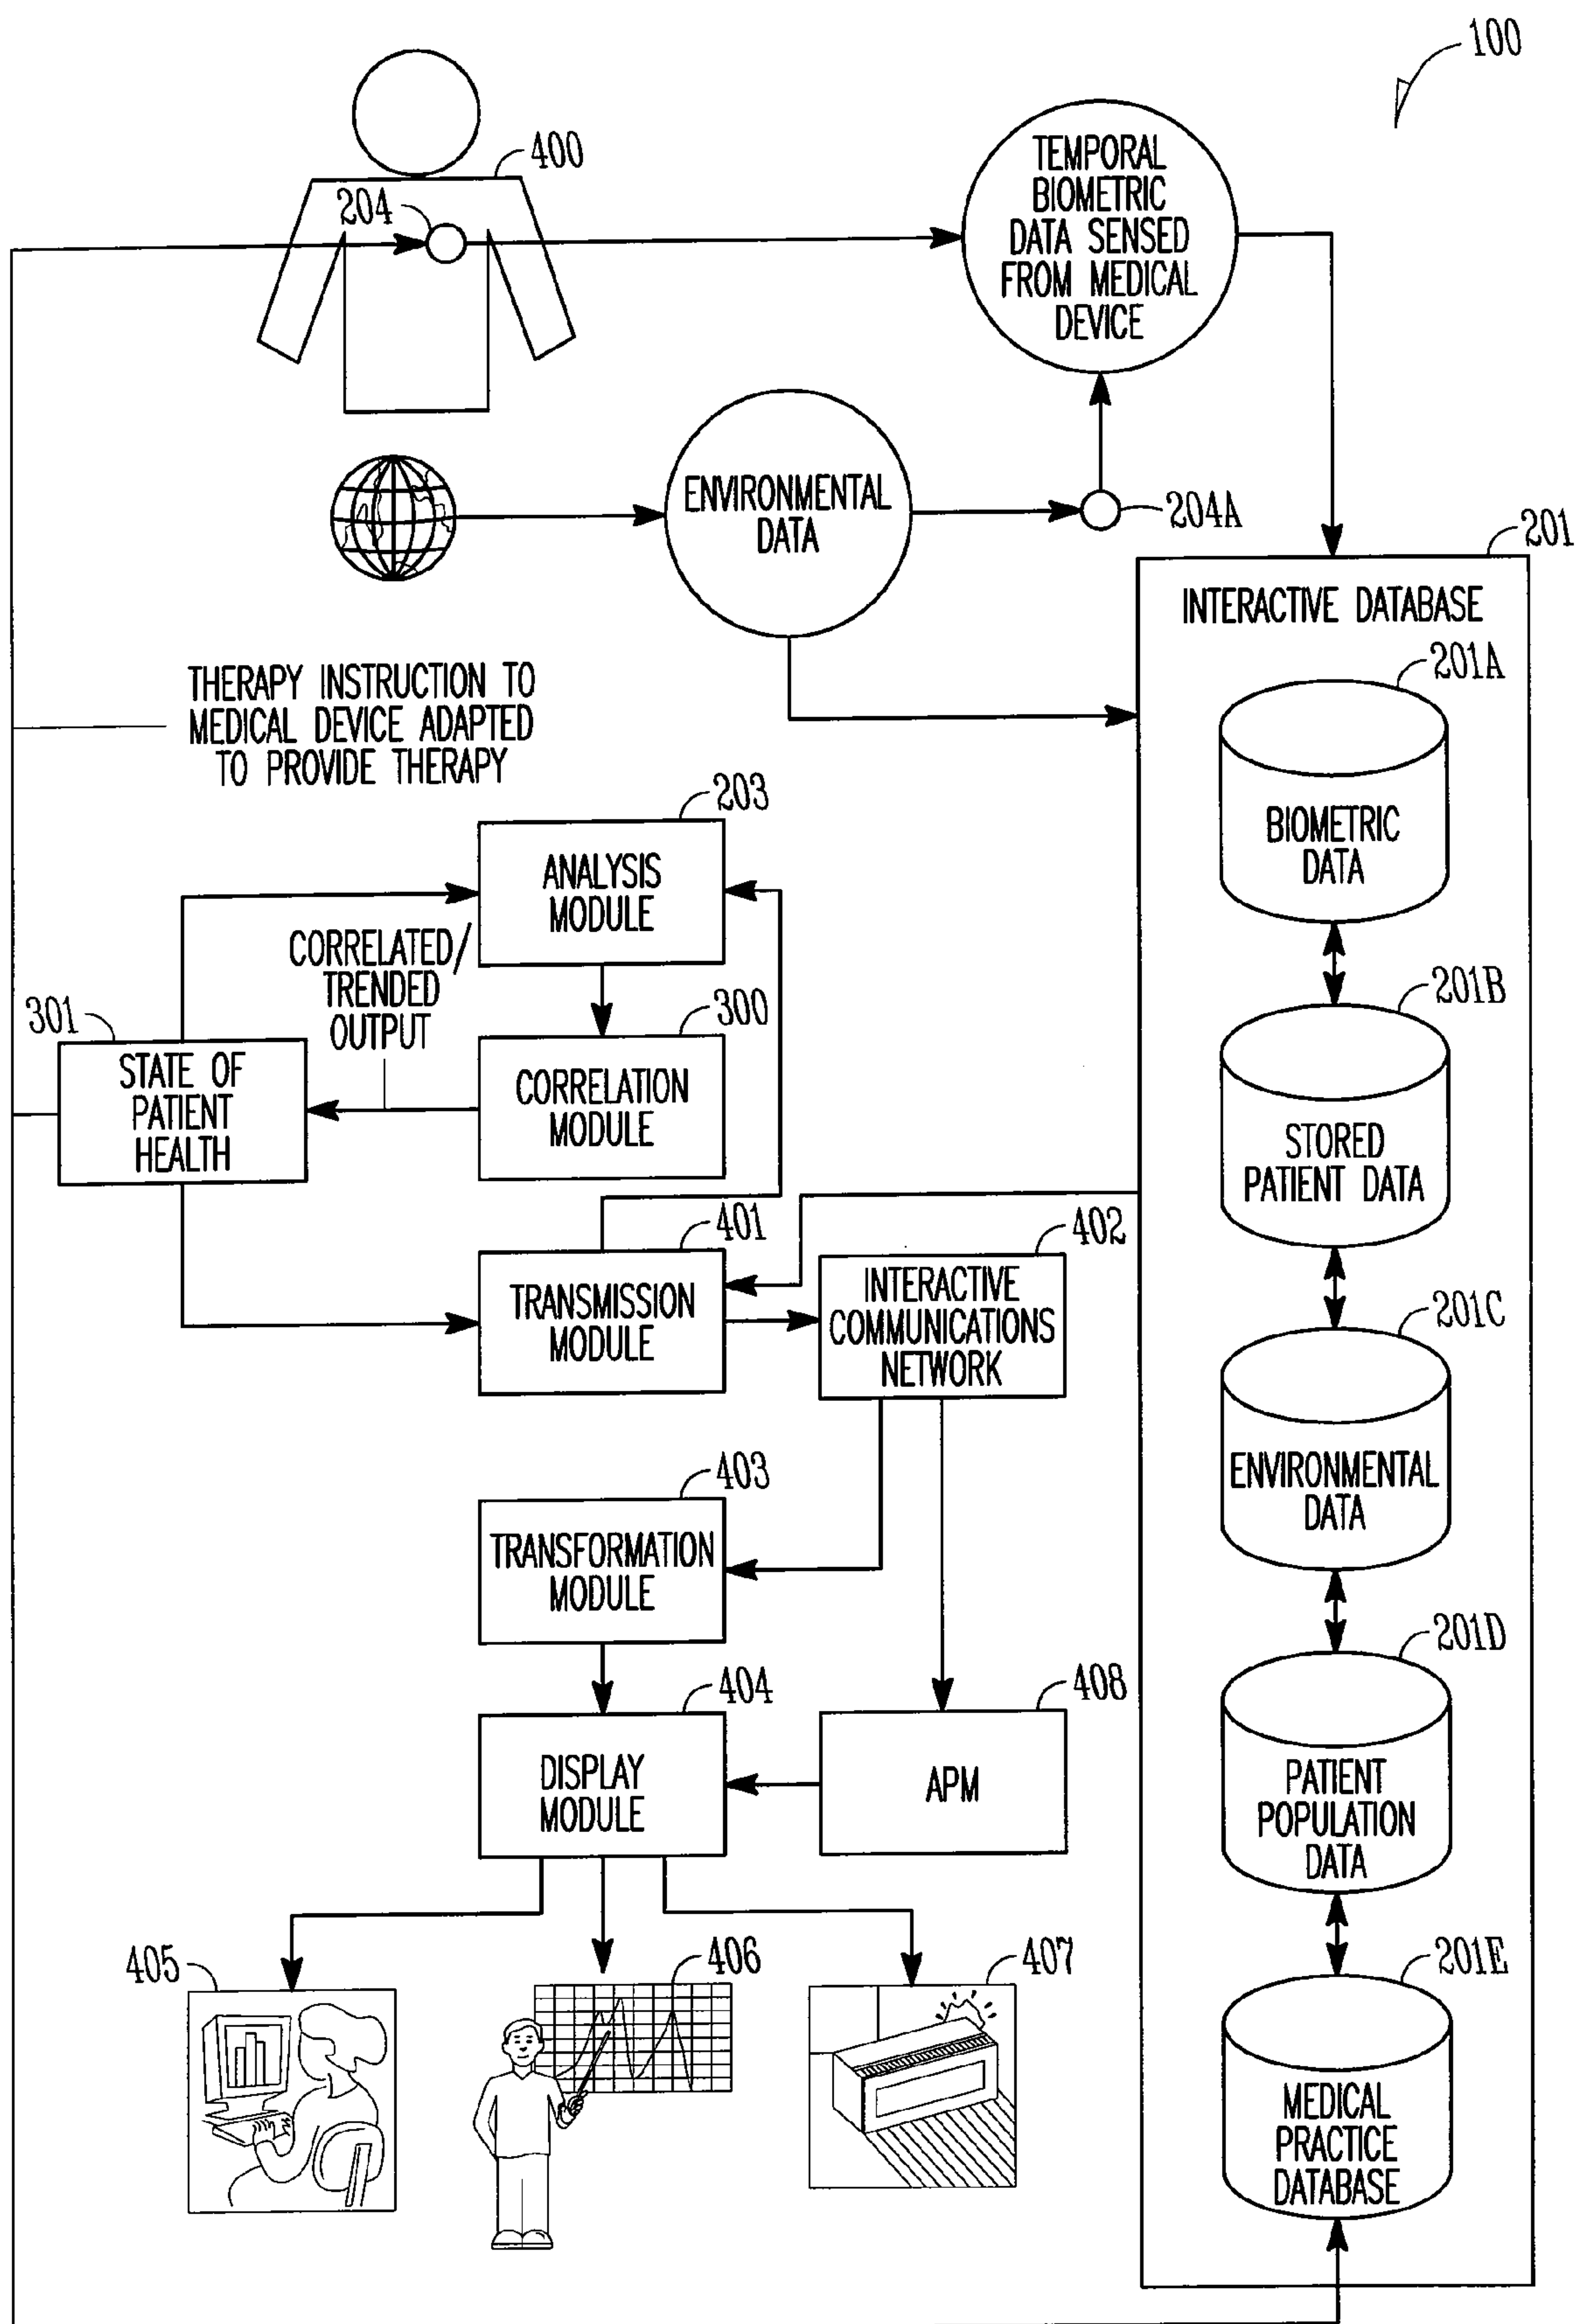 100
400
204
TEMPORAL
BIOMETRIC
DATA SENSED
FROM MEDICAL
DEVICE
ENVIRONMENTAL
DATA
204A
201
INTERACTIVE DATABASE
THERAPY INSTRUCTION TO
MEDICAL DEVICE ADAPTED
TO PROVIDE THERAPY
201A
BIOMETRIC
DATA
203
ANALYSIS
MODULE
CORRELATED/
TRENDED
OUTPUT
301
STATE OF
PATIENT
HEALTH
300
CORRELATION
MODULE
201B
STORED
PATIENT DATA
401
TRANSMISSION
MODULE
402
INTERACTIVE
COMMUNICATIONS
NETWORK
201C
ENVIRONMENTAL
DATA
403
TRANSFORMATION
MODULE
404
DISPLAY
MODULE
408
APM
201D
PATIENT
POPULATION
DATA
405
406
407
201E
MEDICAL
PRACTICE
DATABASE